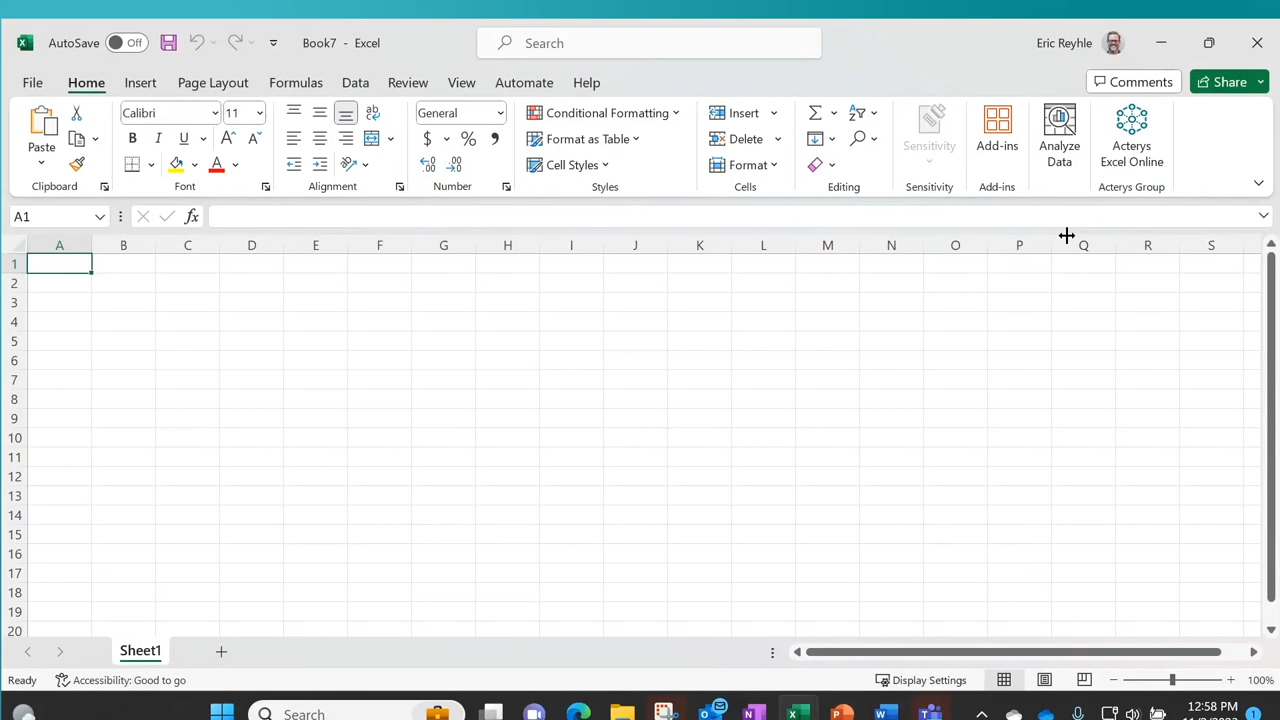 AutoSave Off Book7 - Excel Search Eric Reyhle
File Home Insert Page Layout Formulas Data Review View Automate Help Comments Share
Calibri 11 General Conditional Formatting Insert
Paste B I U $ % Format as Table Delete Sensitivity Add-ins Analyze Data Acterys Excel Online
A Cell Styles Format
Clipboard Font Alignment Number Styles Cells Editing Sensitivity Add-ins Acterys Group
A1 fx
A B C D E F G H I J K L M N O P Q R S
1
2
3
4
5
6
7
8
9
10
11
12
13
14
15
16
17
18
19
20
Sheet1
Ready Accessibility: Good to go Display Settings 100%
Search 12:58 PM